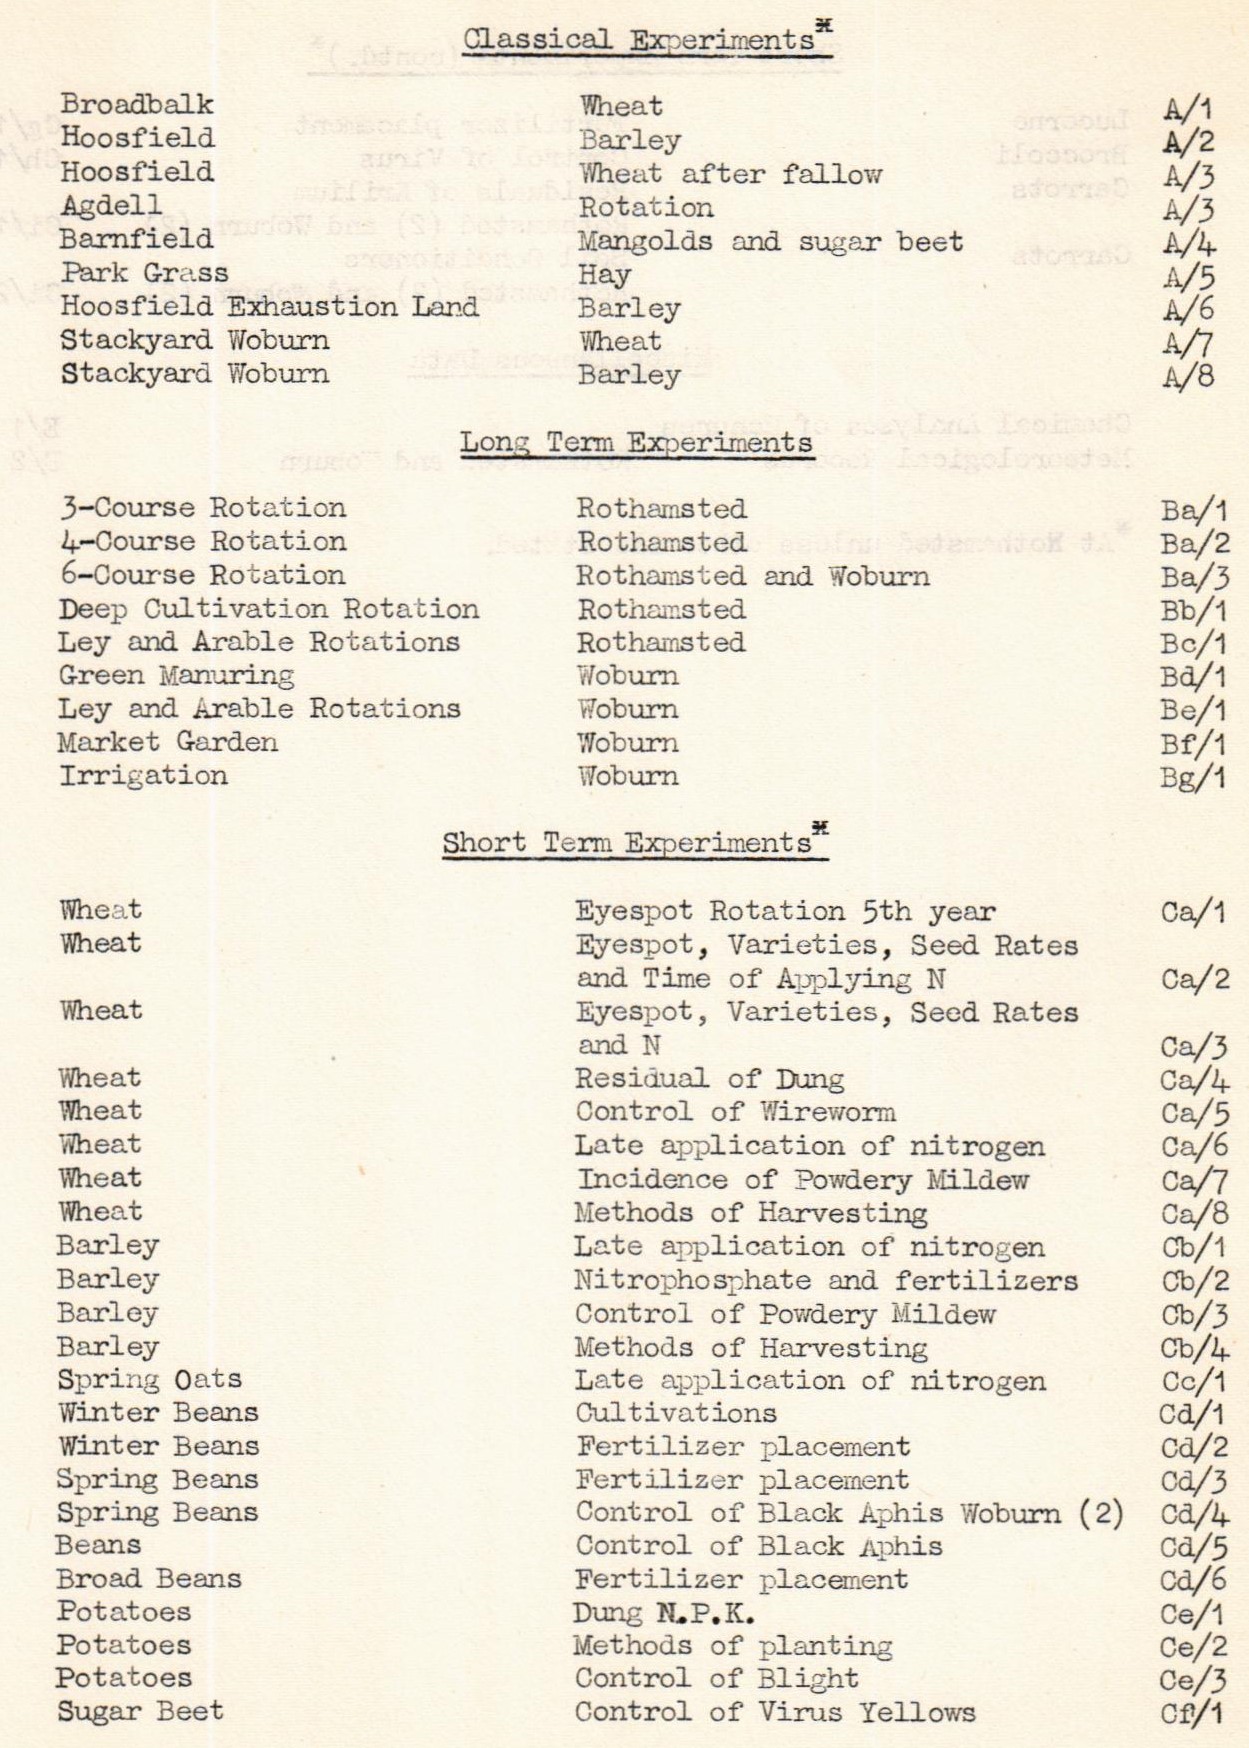 Classical Experiments*
Broadbalk Wheat A/1
Hoosfield Barley A/2
Hoosfield Wheat after fallow A/3
Agdell Rotation A/3
Barnfield Mangolds and sugar beet A/4
Park Grass Hay A/5
Hoosfield Exhaustion Land Barley A/6
Stackyard Woburn Wheat A/7
Stackyard Woburn Barley A/8
Long Term Experiments
3-Course Rotation Rothamsted Ba/1
4-Course Rotation Rothamsted Ba/2
6-Course Rotation Rothamsted and Woburn Ba/3
Deep Cultivation Rotation Rothamsted Bb/1
Ley and Arable Rotations Rothamsted Bc/1
Green Manuring Woburn Bd/1
Ley and Arable Rotations Woburn Be/1
Market Garden Woburn Bf/1
Irrigation Woburn Bg/1
Short Term Experiments*
Wheat Eyespot Rotation 5th year Ca/1
Wheat Eyespot, Varieties, Seed Rates
and Time of Applying N Ca/2
Wheat Eyespot, Varieties, Seed Rates
and N Ca/3
Wheat Residual of Dung Ca/4
Wheat Control of Wireworm Ca/5
Wheat Late application of nitrogen Ca/6
Wheat Incidence of Powdery Mildew Ca/7
Wheat Methods of Harvesting Ca/8
Barley Late application of nitrogen Cb/1
Barley Nitrophosphate and fertilizers Cb/2
Barley Control of Powdery Mildew Cb/3
Barley Methods of Harvesting Cb/4
Spring Oats Late application of nitrogen Cc/1
Winter Beans Cultivations Cd/1
Winter Beans Fertilizer placement Cd/2
Spring Beans Fertilizer placement Cd/3
Spring Beans Control of Black Aphis Woburn (2) Cd/4
Beans Control of Black Aphis Cd/5
Broad Beans Fertilizer placement Cd/6
Potatoes Dung N.P.K. Ce/1
Potatoes Methods of planting Ce/2
Potatoes Control of Blight Ce/3
Sugar Beet Control of Virus Yellows Cf/1